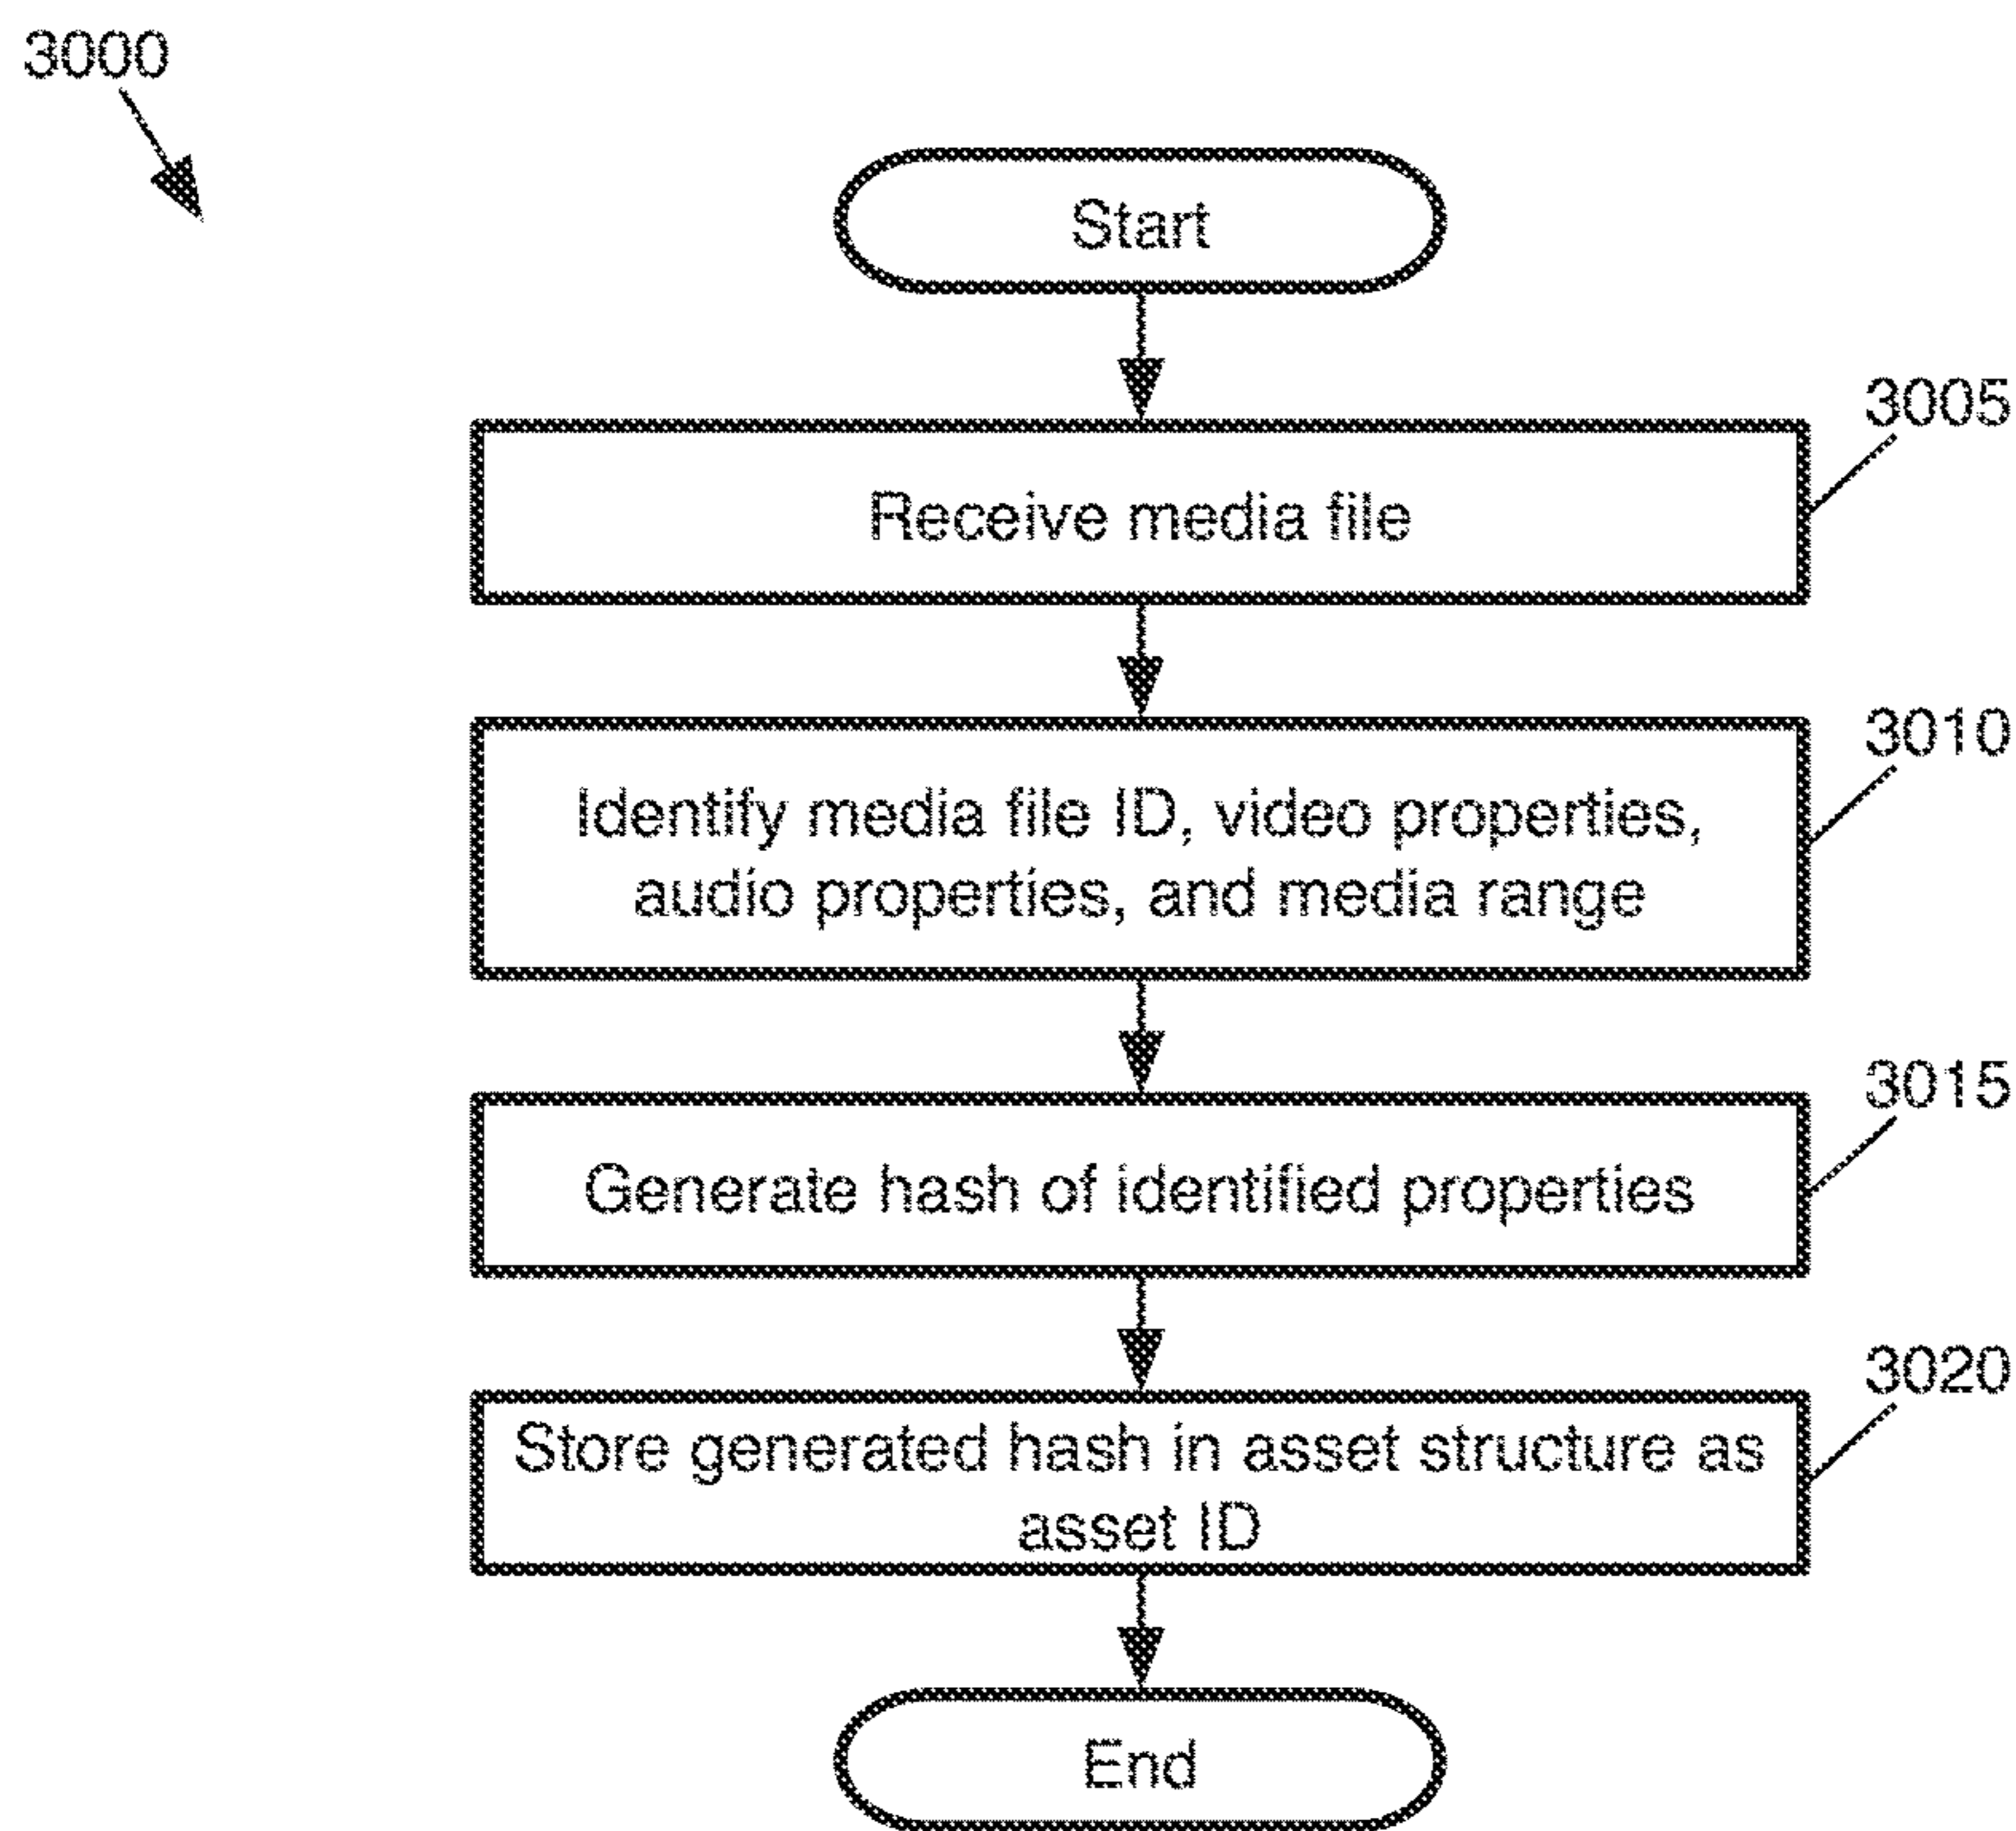 3000
Start
3005
Receive media file
3010
Identify media file ID, video properties,
audio properties, and media range
3015
Generate hash of identified properties
3020
Store generated hash in asset structure as
asset ID
End